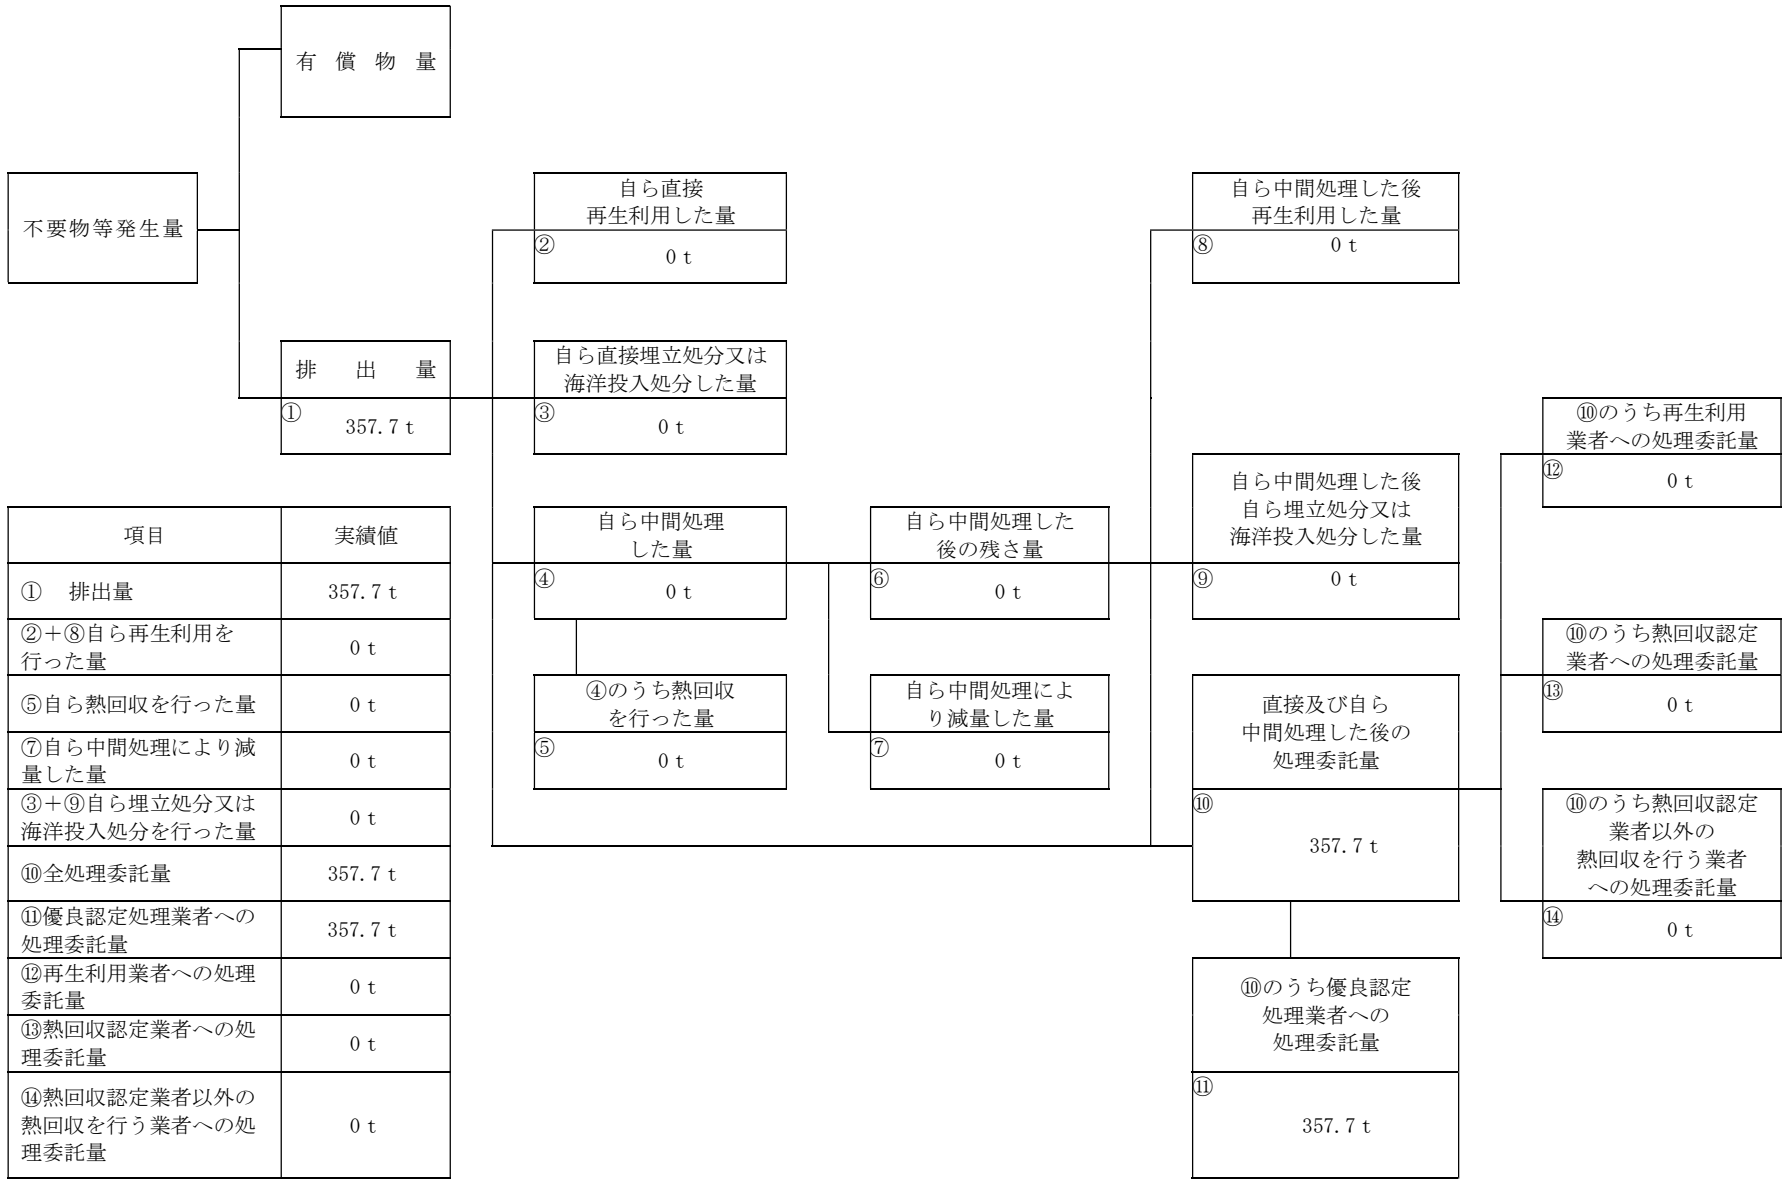 有償物量
不要物等発生量
排出量
①
357.7 t
自ら直接
再生利用した量
②
0 t
自ら直接埋立処分又は
海洋投入処分した量
③
0 t
自ら中間処理
した量
④
0 t
④のうち熱回収
を行った量
⑤
0 t
自ら中間処理した
後の残さ量
⑥
0 t
自ら中間処理によ
り減量した量
⑦
0 t
自ら中間処理した後
再生利用した量
⑧
0 t
自ら中間処理した後
自ら埋立処分又は
海洋投入処分した量
⑨
0 t
直接及び自ら
中間処理した後の
処理委託量
⑩
357.7 t
⑩のうち優良認定
処理業者への
処理委託量
⑪
357.7 t
⑩のうち再生利用
業者への処理委託量
⑫
0 t
⑩のうち熱回収認定
業者への処理委託量
⑬
0 t
⑩のうち熱回収認定
業者以外の
熱回収を行う業者
への処理委託量
⑭
0 t
項目 実績値
① 排出量 357.7 t
②＋⑧自ら再生利用を
行った量
0 t
⑤自ら熱回収を行った量 0 t
⑦自ら中間処理により減
量した量
0 t
③＋⑨自ら埋立処分又は
海洋投入処分を行った量
0 t
⑩全処理委託量 357.7 t
⑪優良認定処理業者への
処理委託量
357.7 t
⑫再生利用業者への処理
委託量
0 t
⑬熱回収認定業者への処
理委託量
0 t
⑭熱回収認定業者以外の
熱回収を行う業者への処
理委託量
0 t